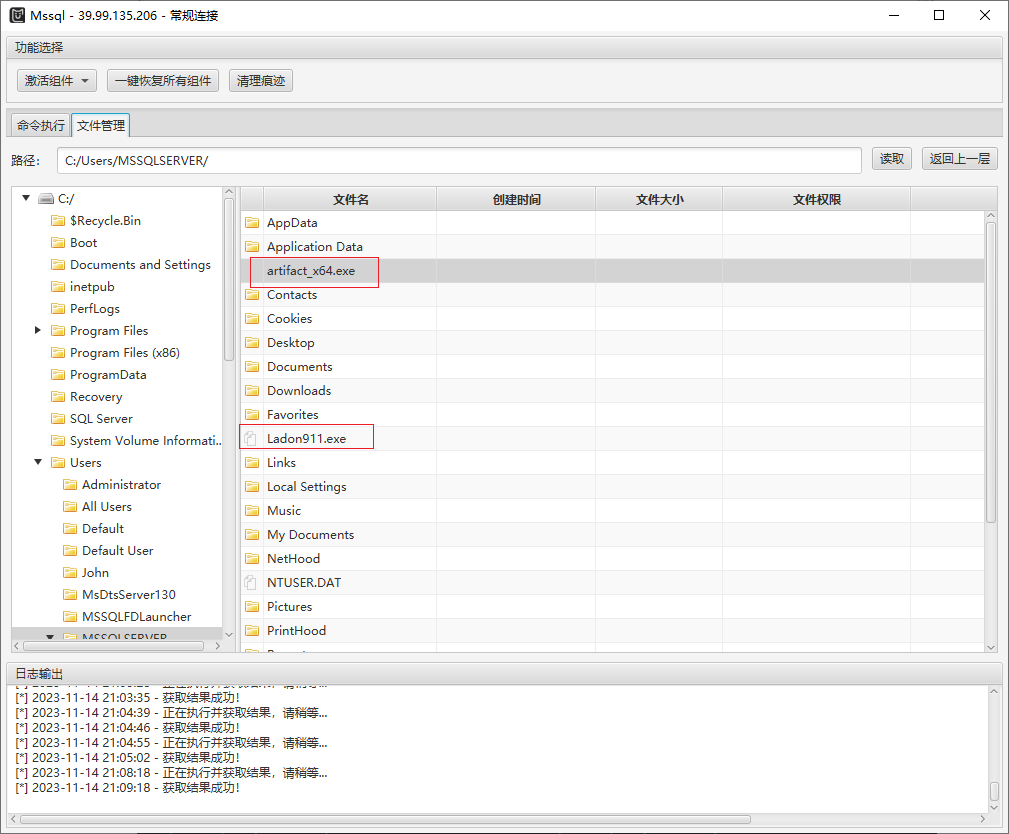 Mssql - 39.99.135.206 - 常规连接
功能选择
激活组件 一键恢复所有组件 清理痕迹
命令执行 文件管理
路径： C:/Users/MSSQLSERVER/ 读取 返回上一层
C:/
$Recycle.Bin
Boot
Documents and Settings
inetpub
PerfLogs
Program Files
Program Files (x86)
ProgramData
Recovery
SQL Server
System Volume Informati..
Users
Administrator
All Users
Default
Default User
John
MsDtsServer130
MSSQLFDLauncher
MSSQLSERVER
文件名 创建时间 文件大小 文件权限
AppData
Application Data
artifact_x64.exe
Contacts
Cookies
Desktop
Documents
Downloads
Favorites
Ladon911.exe
Links
Local Settings
Music
My Documents
NetHood
NTUSER.DAT
Pictures
PrintHood
日志输出
[*] 2023-11-14 21:03:35 - 获取结果成功！
[*] 2023-11-14 21:04:39 - 正在执行并获取结果，请稍等...
[*] 2023-11-14 21:04:46 - 获取结果成功！
[*] 2023-11-14 21:04:55 - 正在执行并获取结果，请稍等...
[*] 2023-11-14 21:05:02 - 获取结果成功！
[*] 2023-11-14 21:08:18 - 正在执行并获取结果，请稍等...
[*] 2023-11-14 21:09:18 - 获取结果成功！